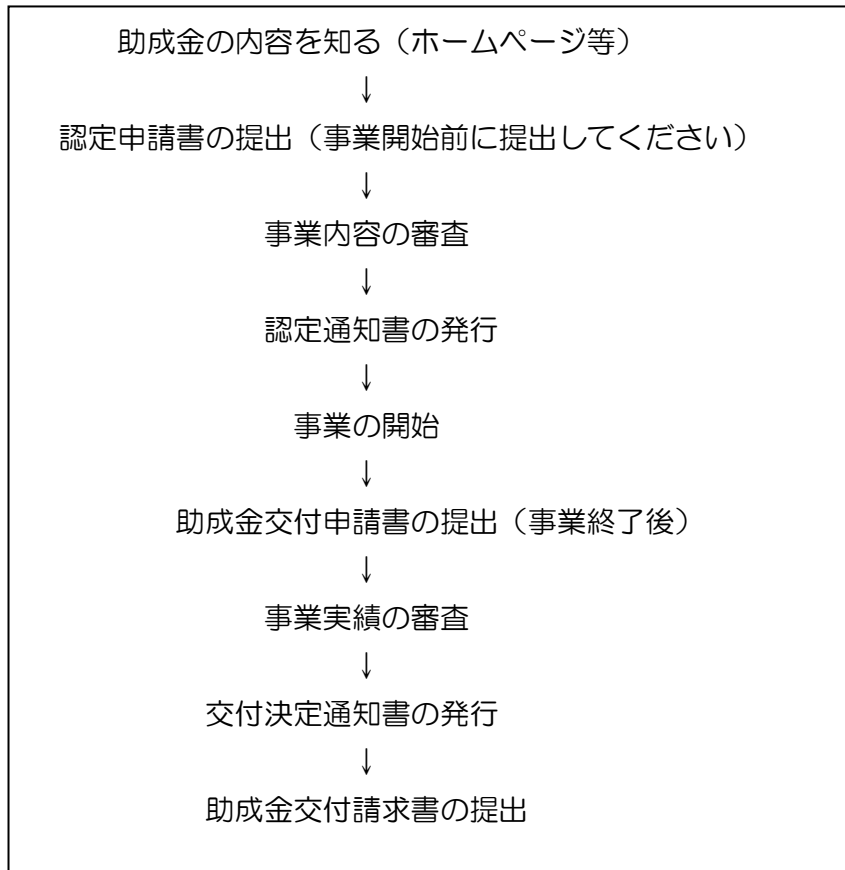 助成金の内容を知る（ホームページ等）
↓
認定申請書の提出（事業開始前に提出してください）
↓
事業内容の審査
↓
認定通知書の発行
↓
事業の開始
↓
助成金交付申請書の提出（事業終了後）
↓
事業実績の審査
↓
交付決定通知書の発行
↓
助成金交付請求書の提出